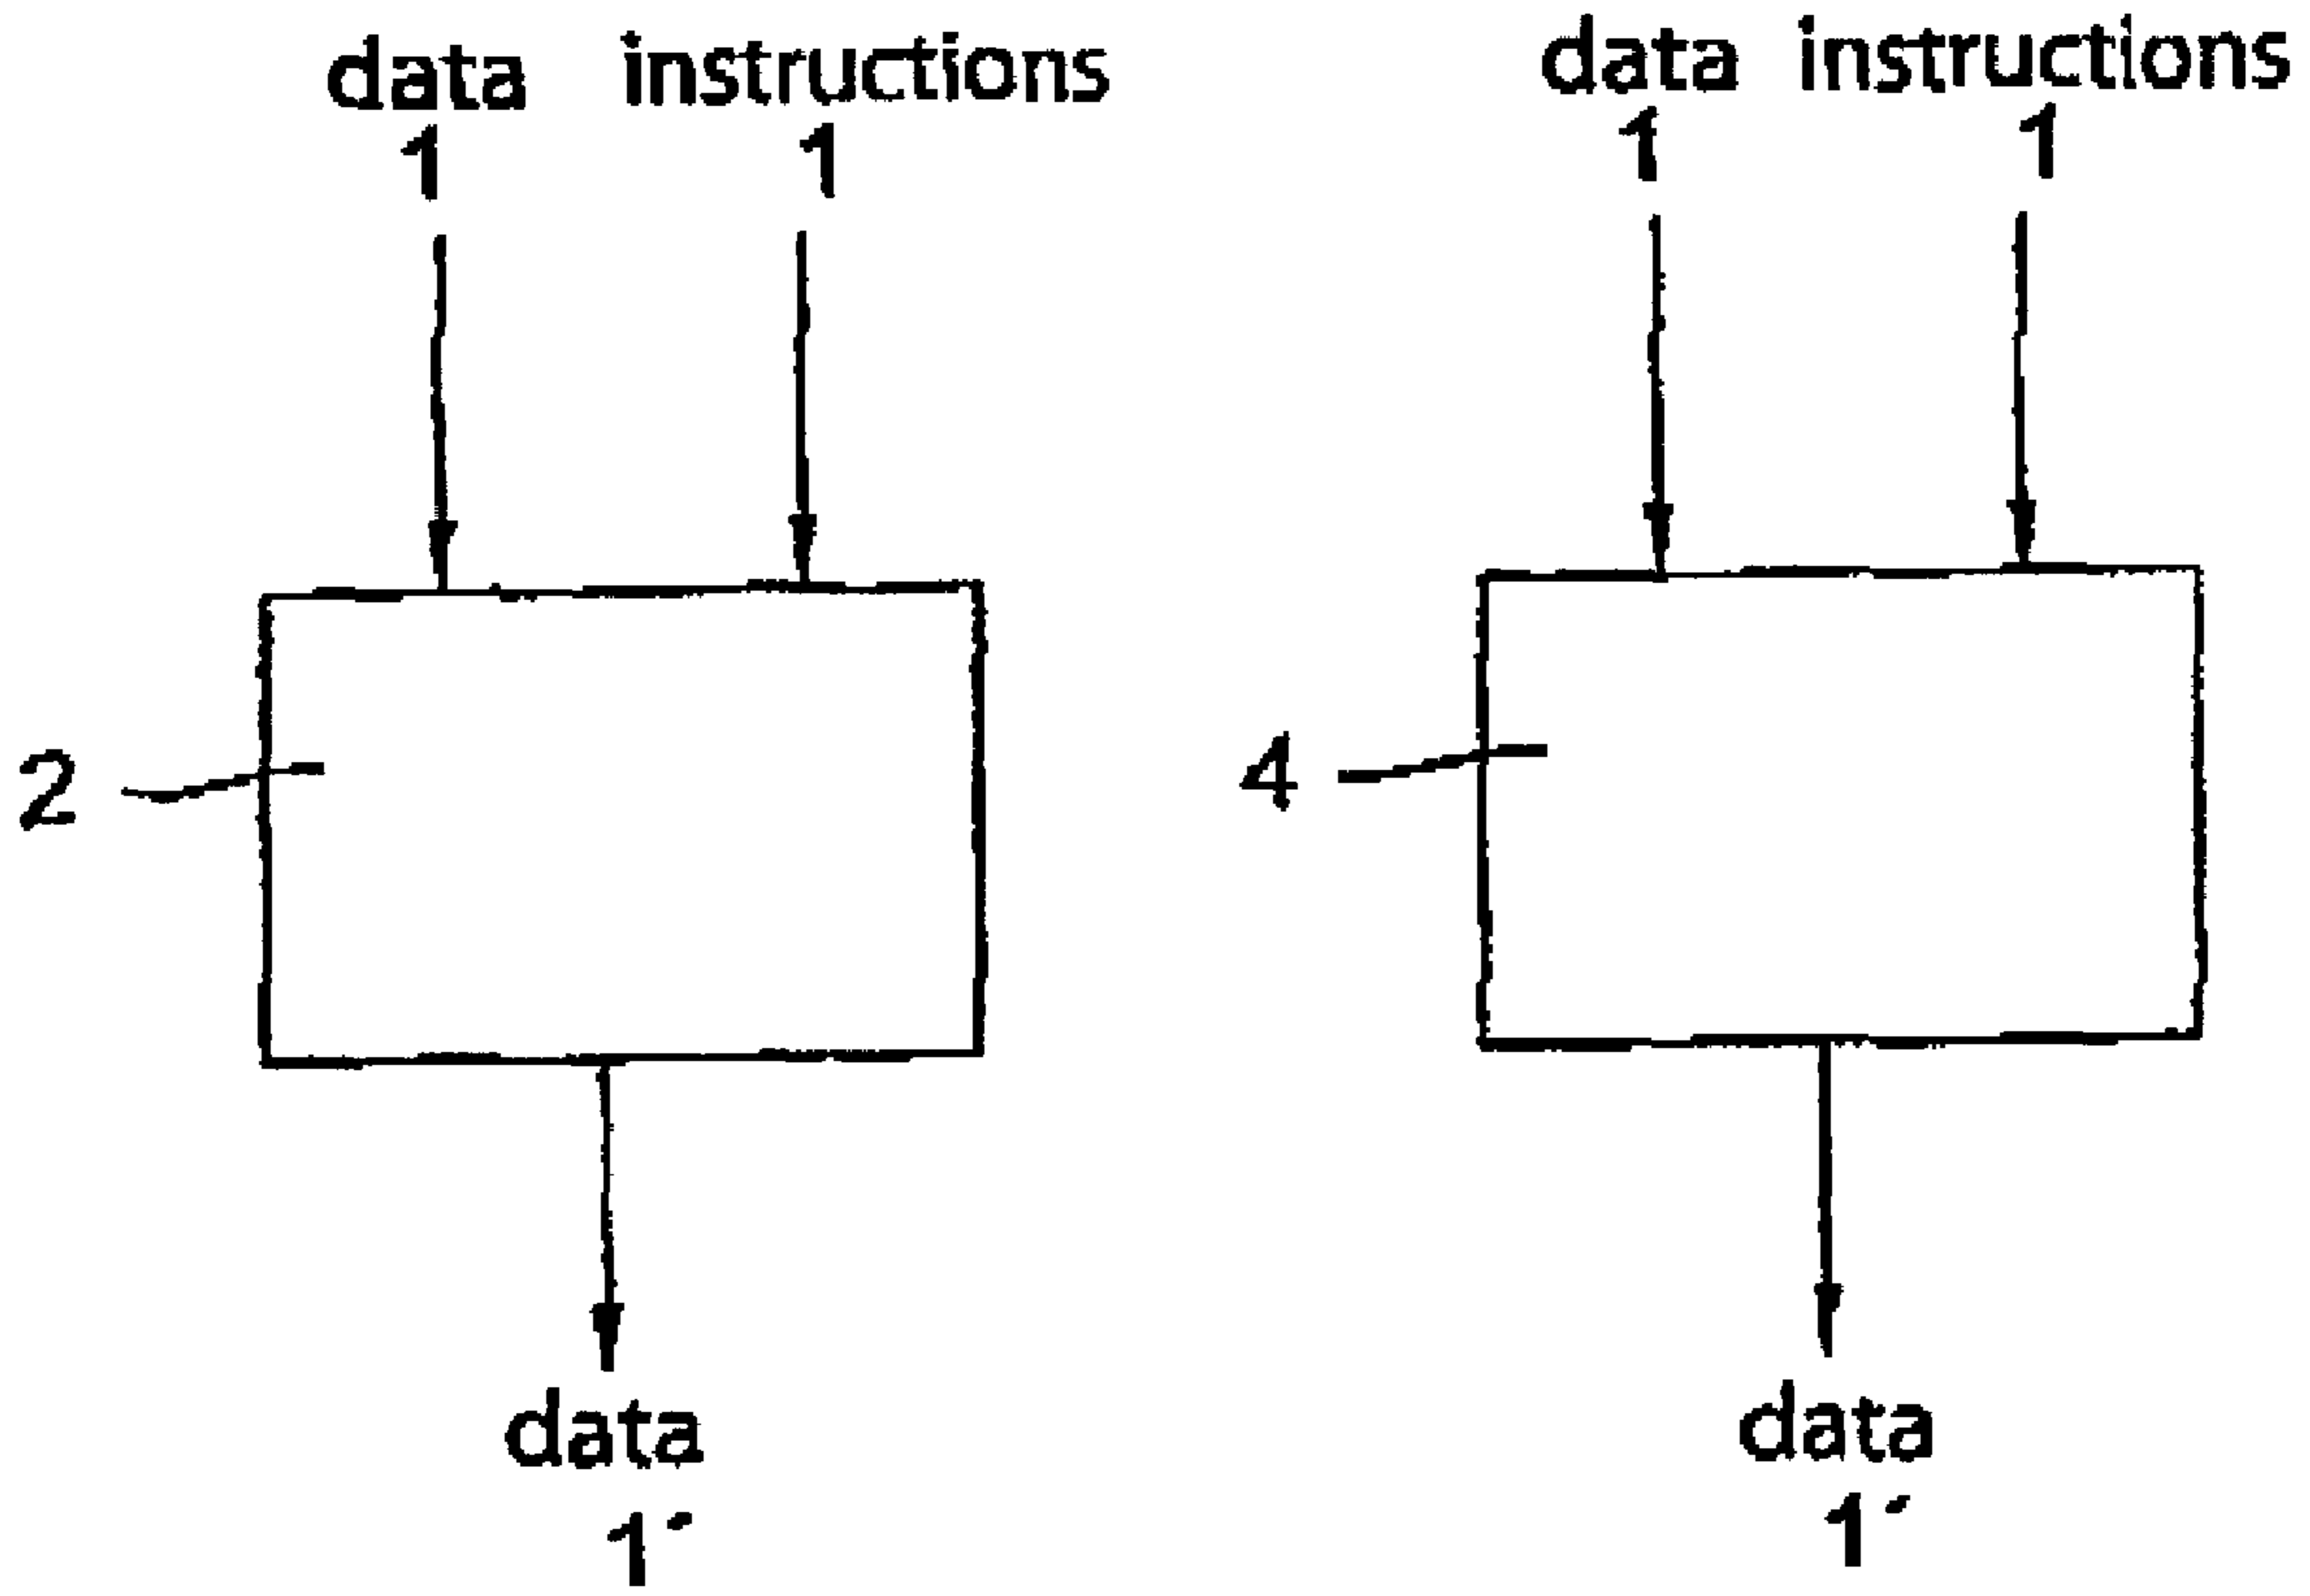 data instructions
1 1
2
data
1´
data instructions
1 1
4
data
1´